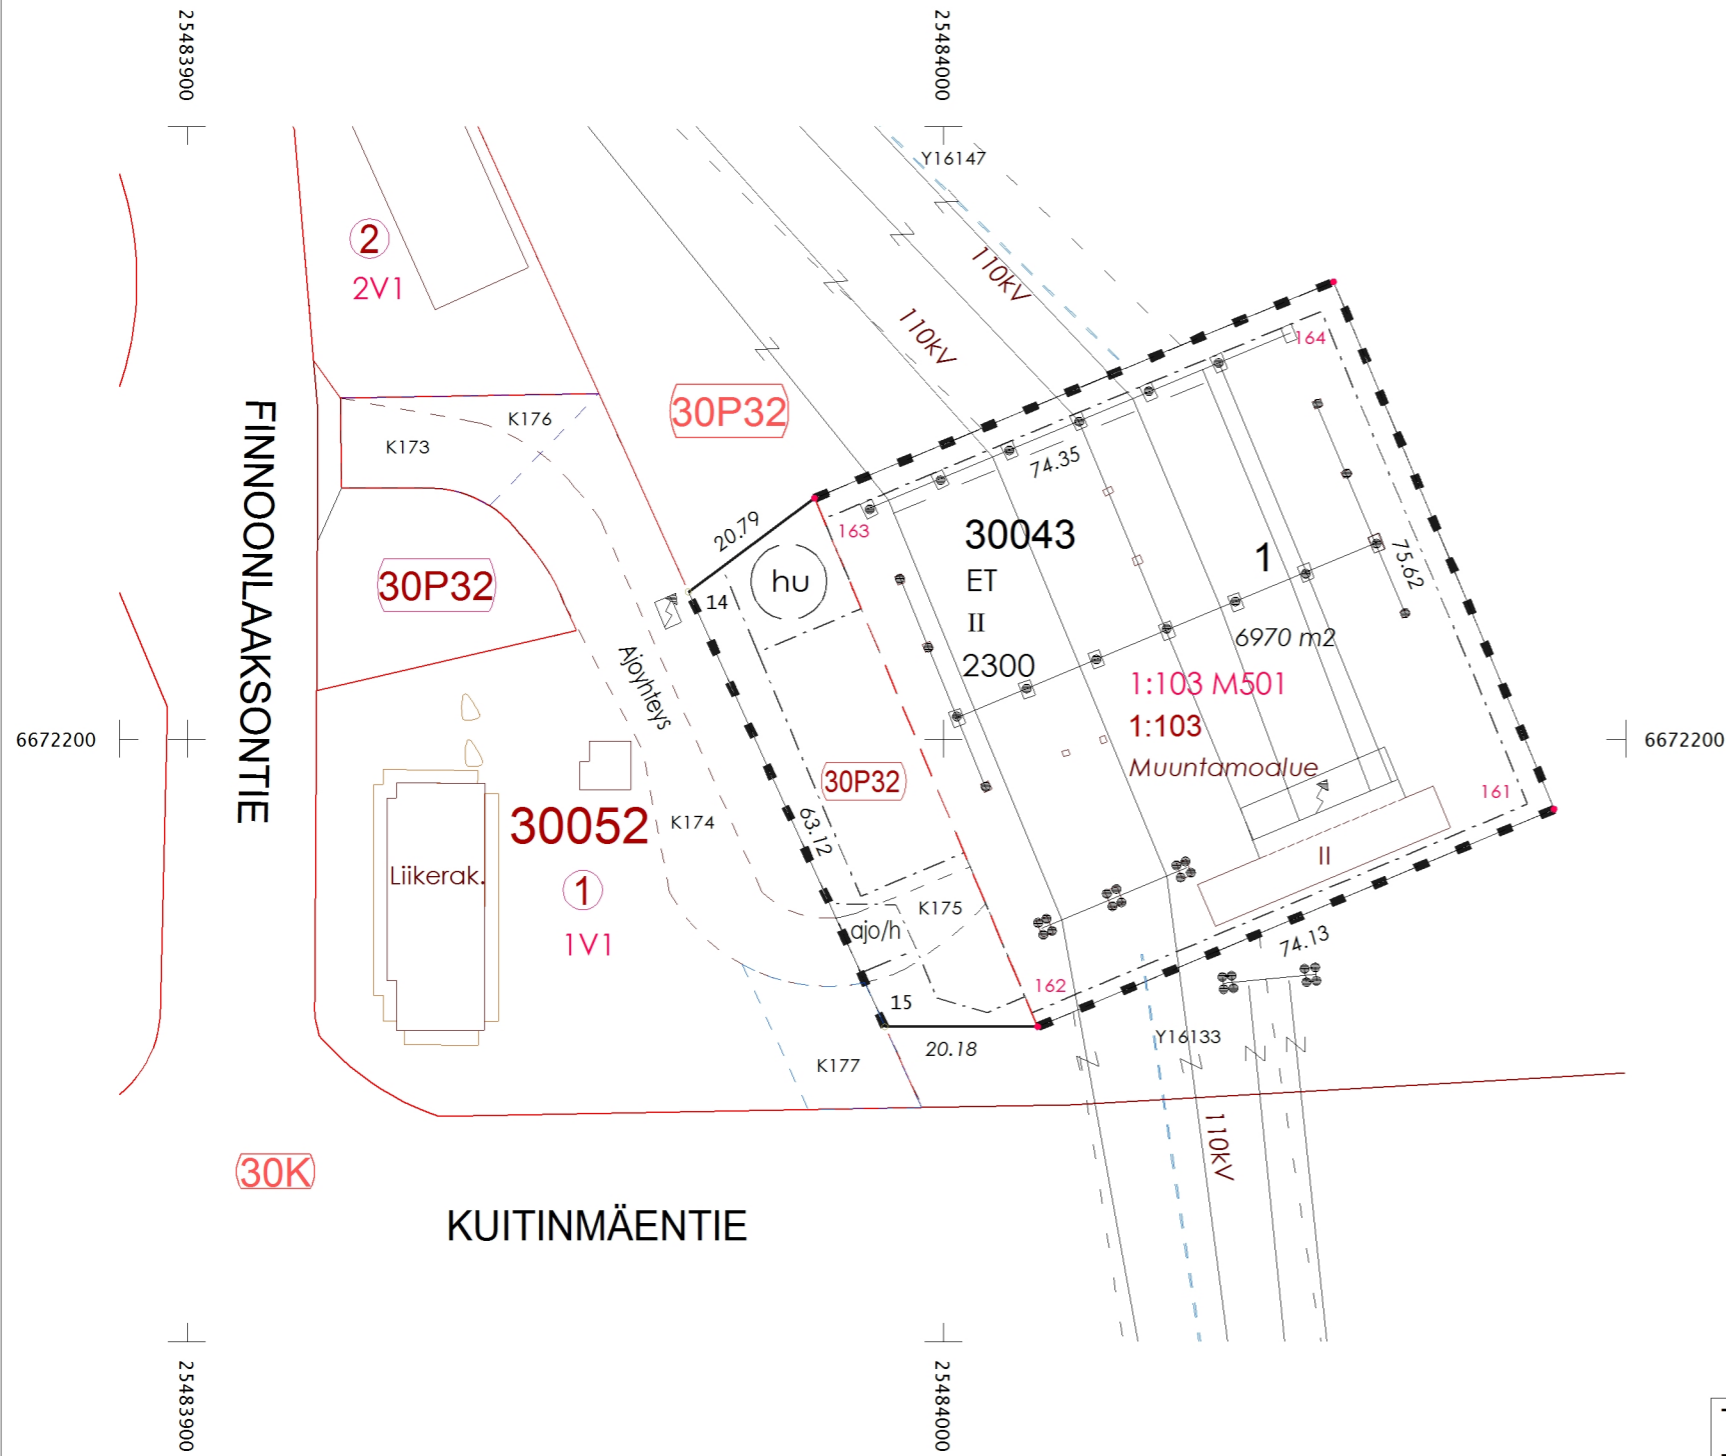 25483900
25484000
Y16147
2
2V1
110kV
110kV
164
30P32
K176
K173
FINNOONLAAKSONTIE
74.35
20.79
163
30043
1
ET
hu
II
75.62
30P32
14
6970 m2
2300
Ajoyhteys
1:103 M501
1:103
6672200
6672200
Muuntamoalue
30P32
161
63.12
K174
30052
II
Liikerak.
1
K175
ajo/h
1V1
74.13
162
15
Y16133
20.18
K177
110kV
30K
KUITINMÄENTIE
25483900
25484000